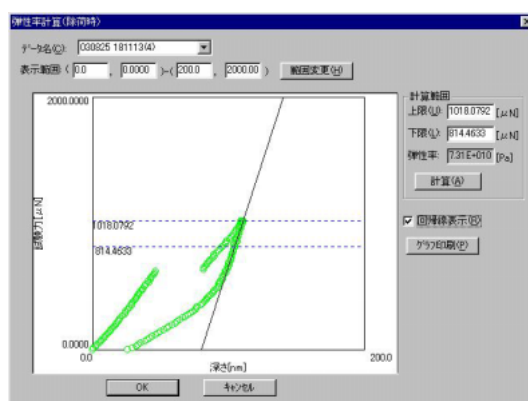 弾性率計算(除荷時)
データ名(C): 030825 181113(4)
表示範囲 ( 0.0 , 0.0000 )-( 200.0 , 2000.00 ) 範囲変更(H)
計算範囲
上限(U): 1018.0792 [μN]
下限(L): 814.4633 [μN]
弾性率: 7.31E+010 [Pa]
計算(A)
回帰線表示(R)
グラフ印刷(P)
2000.0000
試験力[μN]
1018.0792
814.4633
0.0000
0.0
深さ[nm]
200.0
OK キャンセル